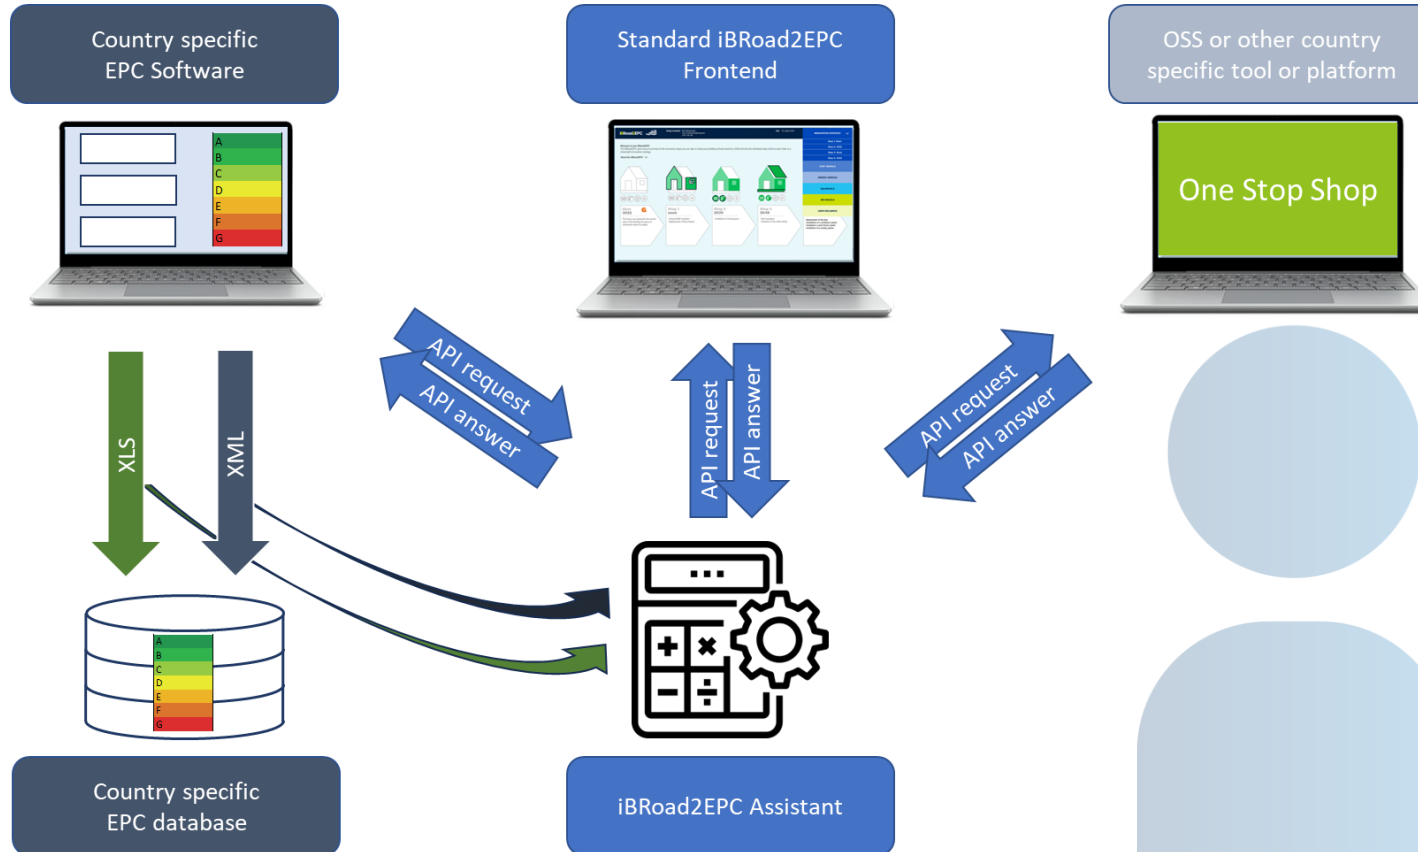 Country specific
EPC Software
Standard iBRoad2EPC
Frontend
OSS or other country
specific tool or platform
A
B
C
D
E
F
G
iBRoad2EPC
One Stop Shop
API request
API answer
API request
API answer
API request
API answer
XLS
XML
A
B
C
D
E
F
G
Country specific
EPC database
iBRoad2EPC Assistant